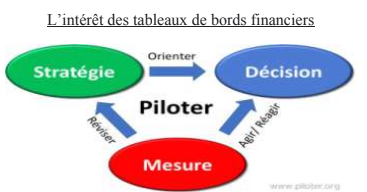 L'intérêt des tableaux de bords financiers
Orienter
Stratégie
Décision
Piloter
Réviser
Agir/ Réagir
Mesure
www.piloter.org